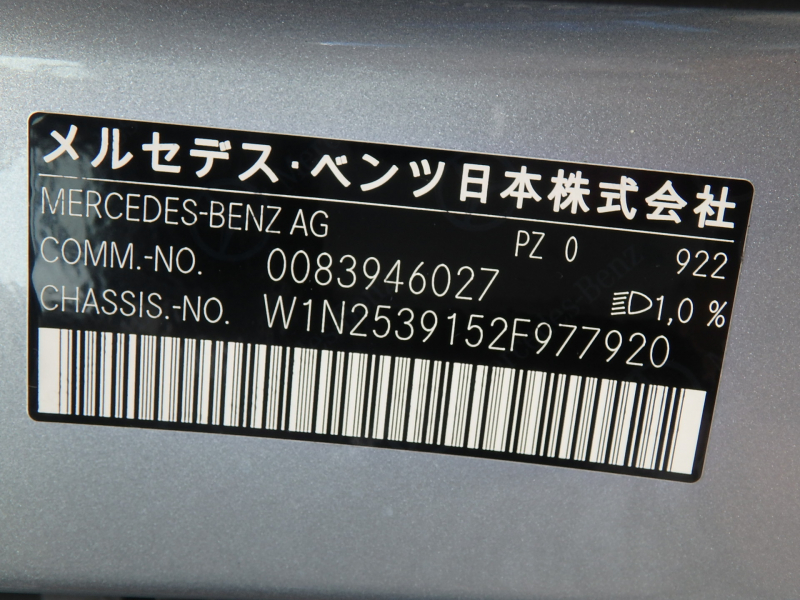 メルセデス・ベンツ日本株式会社
MERCEDES-BENZ AG PZ 0 922
COMM.-NO. 0083946027 1,0 %
CHASSIS.-NO. W1N2539152F977920